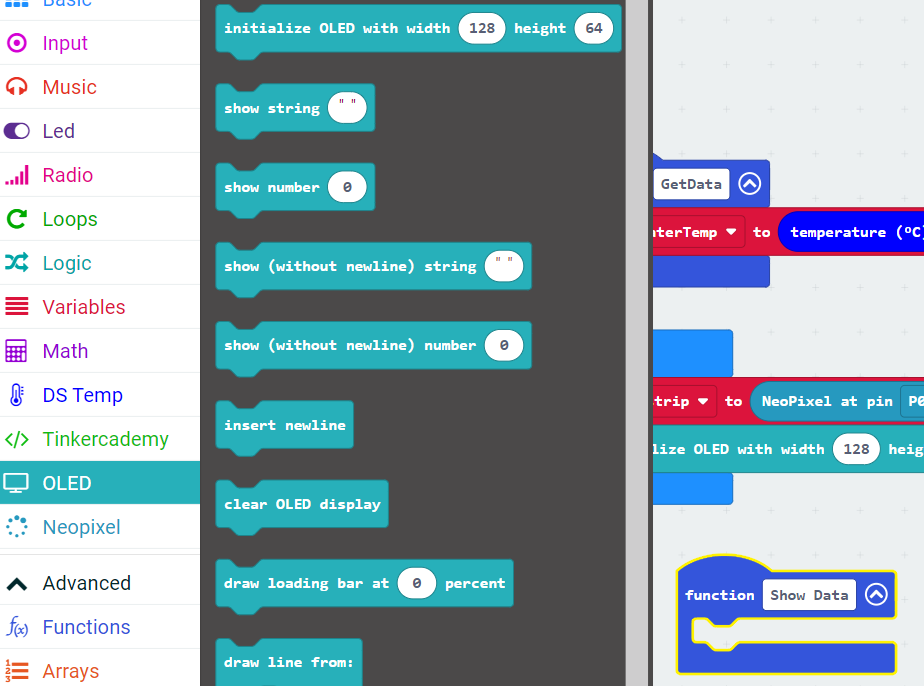 Basic
Input
Music
Led
Radio
Loops
Logic
Variables
Math
DS Temp
Tinkercademy
OLED
Neopixel
Advanced
Functions
Arrays
initialize OLED with width 128 height 64
show string " "
show number 0
show (without newline) string " "
show (without newline) number 0
insert newline
clear OLED display
draw loading bar at 0 percent
draw line from:
GetData
terTemp to temperature (°C)
trip to NeoPixel at pin P0
lize OLED with width 128 heig
function Show Data